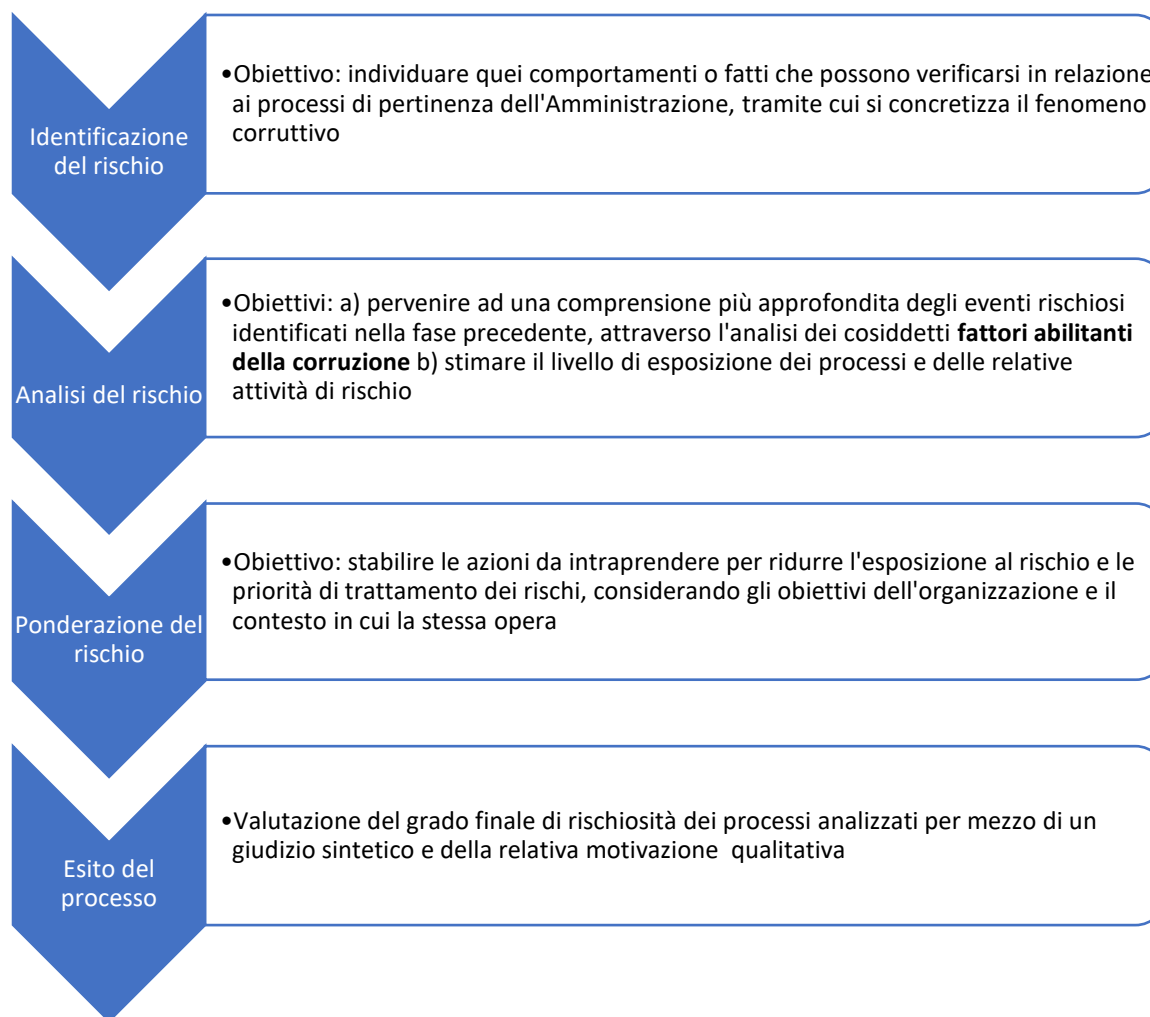 Identificazione
del rischio
•Obiettivo: individuare quei comportamenti o fatti che possono verificarsi in relazione
ai processi di pertinenza dell'Amministrazione, tramite cui si concretizza il fenomeno
corruttivo
Analisi del rischio
•Obiettivi: a) pervenire ad una comprensione più approfondita degli eventi rischiosi
identificati nella fase precedente, attraverso l'analisi dei cosiddetti fattori abilitanti
della corruzione b) stimare il livello di esposizione dei processi e delle relative
attività di rischio
Ponderazione del
rischio
•Obiettivo: stabilire le azioni da intraprendere per ridurre l'esposizione al rischio e le
priorità di trattamento dei rischi, considerando gli obiettivi dell'organizzazione e il
contesto in cui la stessa opera
Esito del
processo
•Valutazione del grado finale di rischiosità dei processi analizzati per mezzo di un
giudizio sintetico e della relativa motivazione  qualitativa